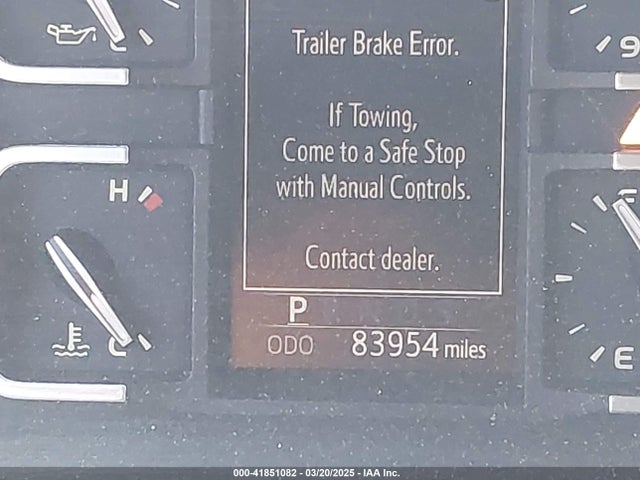 Trailer Brake Error.
If Towing,
Come to a Safe Stop
with Manual Controls.
Contact dealer.
P
ODO 83954 miles
H
C
L
9
F
E
000-41851082 - 03/20/2025 - IAA Inc.